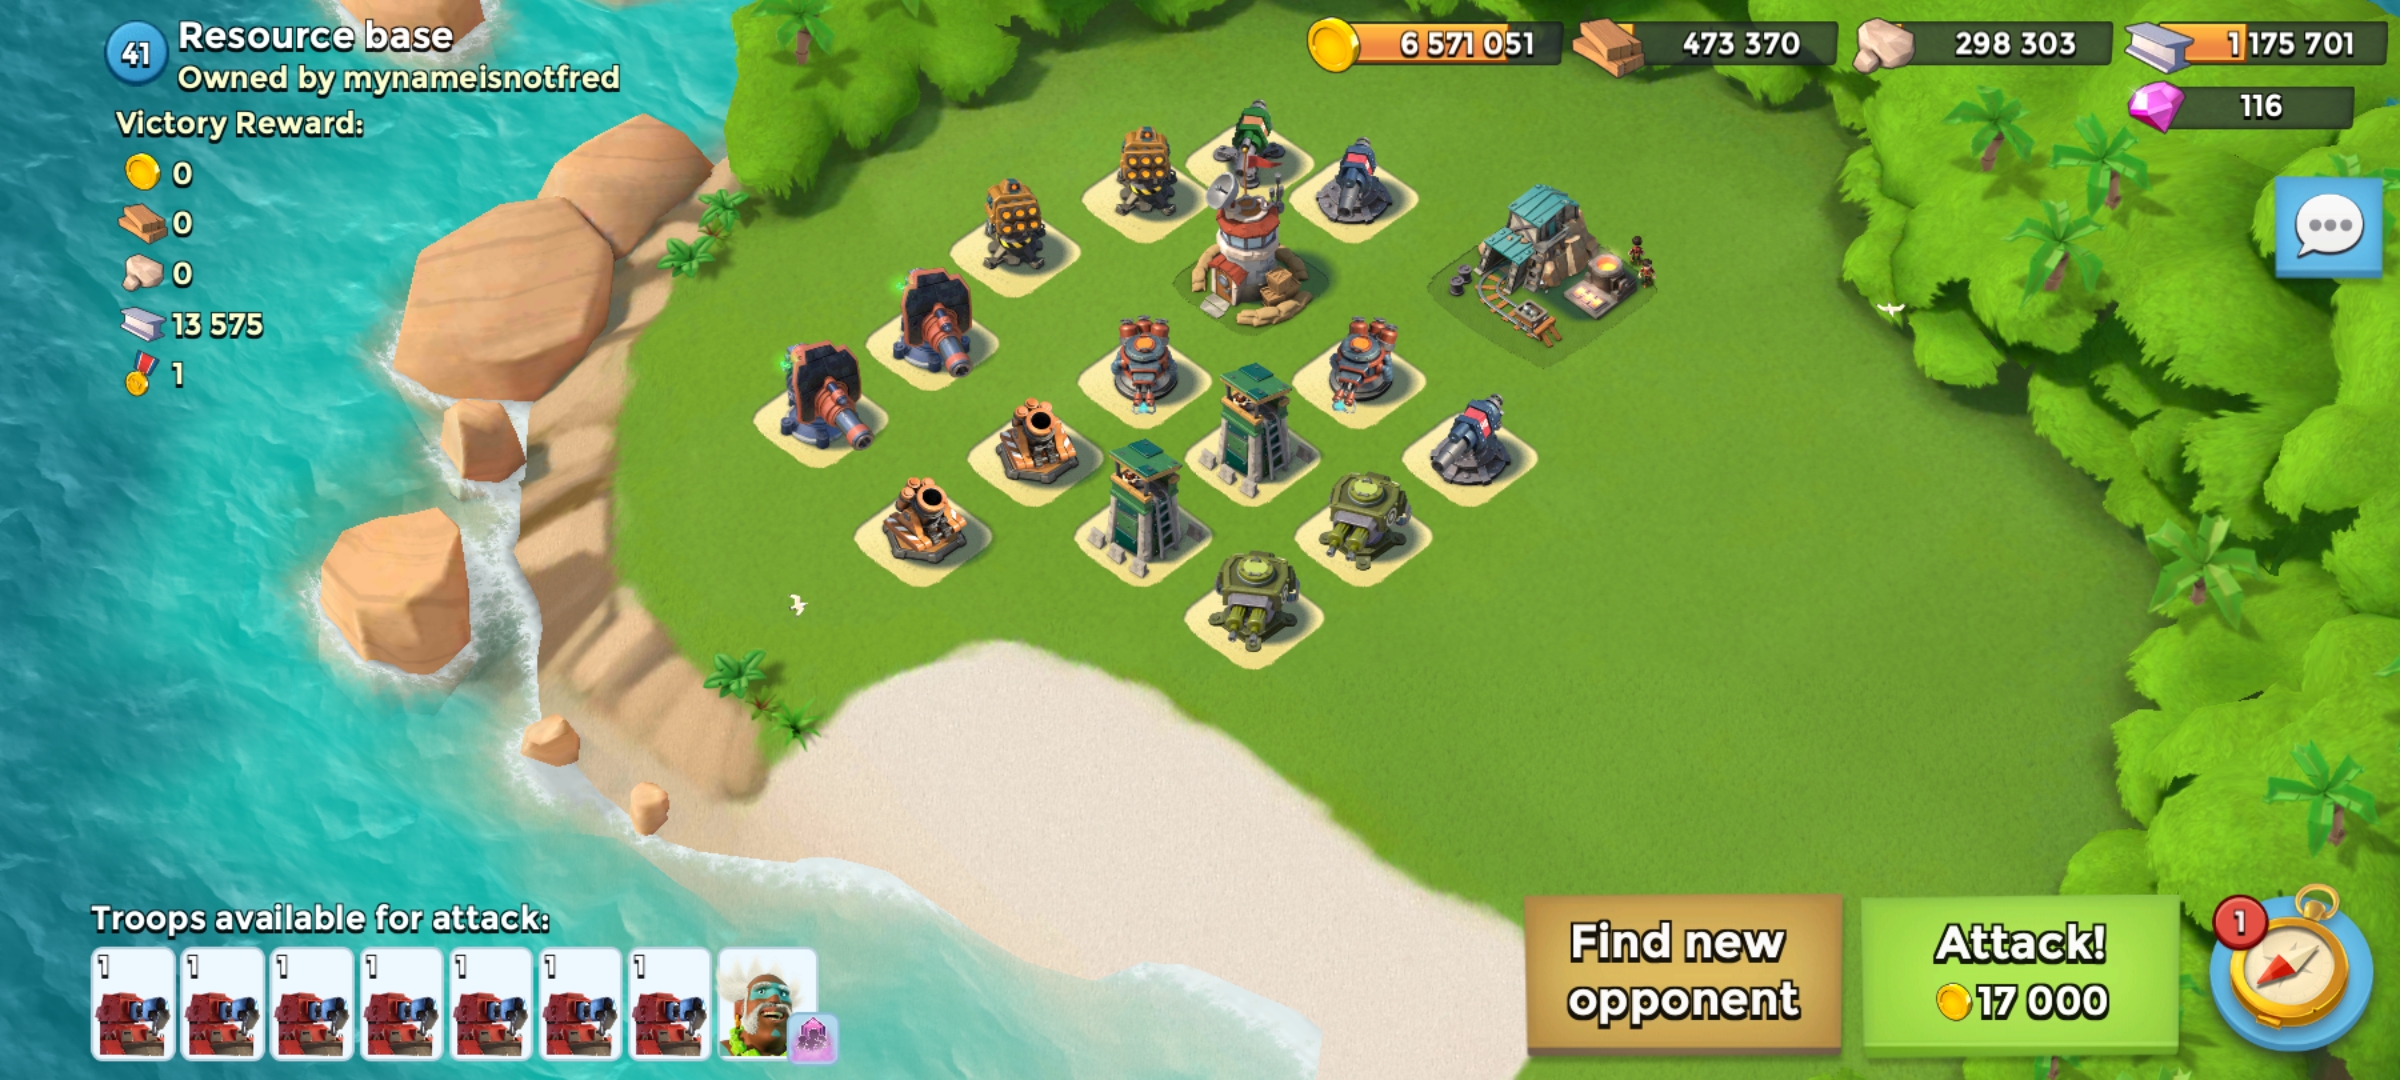 41
Resource base
Owned by mynameisnotfred
Victory Reward:
0
0
0
13 575
1
6 571 051
473 370
298 303
1 175 701
116
Troops available for attack:
1 1 1 1 1 1 1
Find new
opponent
Attack!
17 000
1